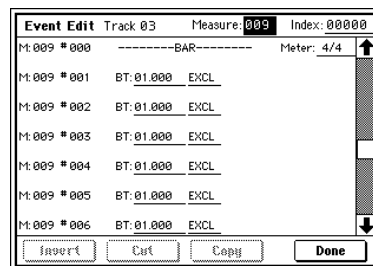 Event Edit Track 03 Measure: 009 Index: 00000
M: 009 #000 --------BAR-------- Meter: 4/4
M: 009 #001 BT: 01.000 EXCL
M: 009 #002 BT: 01.000 EXCL
M: 009 #003 BT: 01.000 EXCL
M: 009 #004 BT: 01.000 EXCL
M: 009 #005 BT: 01.000 EXCL
M: 009 #006 BT: 01.000 EXCL
Insert Cut Copy Done